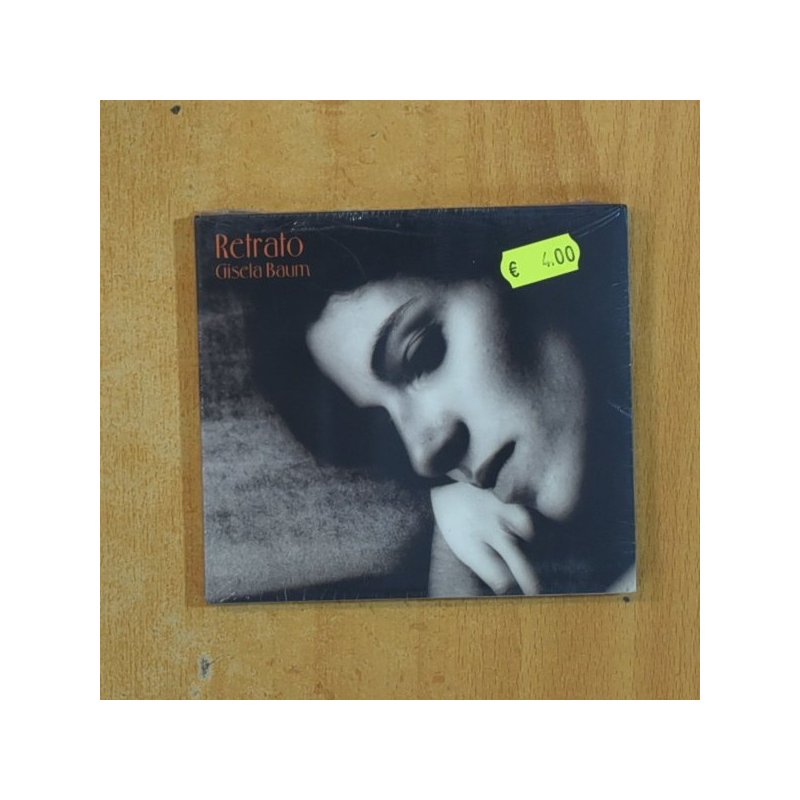 Retrato
Gisela Baum
€ 4.00